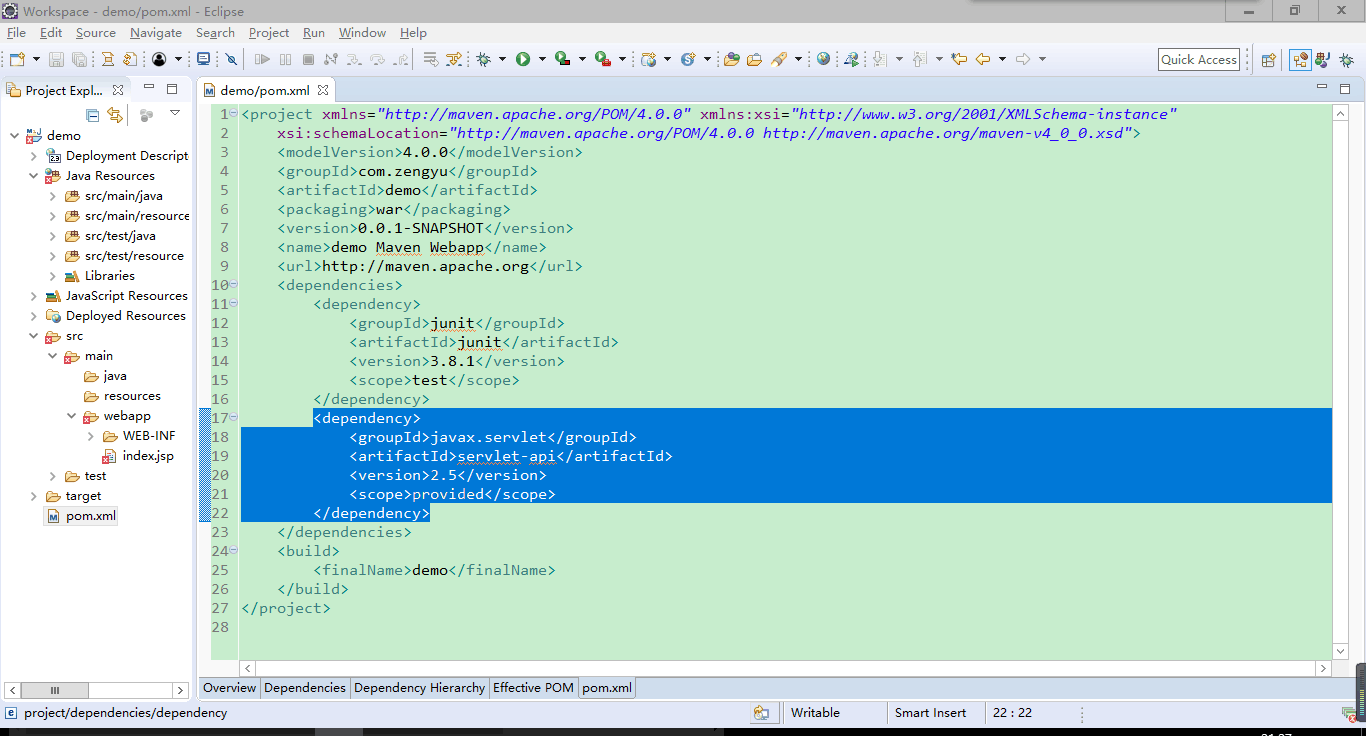 Workspace - demo/pom.xml - Eclipse
File Edit Source Navigate Search Project Run Window Help
Quick Access
Project Expl...
demo/pom.xml
demo
Deployment Descript
Java Resources
src/main/java
src/main/resource
src/test/java
src/test/resource
Libraries
JavaScript Resources
Deployed Resources
src
main
java
resources
webapp
WEB-INF
index.jsp
test
target
pom.xml
1 <project xmlns="http://maven.apache.org/POM/4.0.0" xmlns:xsi="http://www.w3.org/2001/XMLSchema-instance"
2 xsi:schemaLocation="http://maven.apache.org/POM/4.0.0 http://maven.apache.org/maven-v4_0_0.xsd">
3 <modelVersion>4.0.0</modelVersion>
4 <groupId>com.zengyu</groupId>
5 <artifactId>demo</artifactId>
6 <packaging>war</packaging>
7 <version>0.0.1-SNAPSHOT</version>
8 <name>demo Maven Webapp</name>
9 <url>http://maven.apache.org</url>
10 <dependencies>
11 <dependency>
12 <groupId>junit</groupId>
13 <artifactId>junit</artifactId>
14 <version>3.8.1</version>
15 <scope>test</scope>
16 </dependency>
17 <dependency>
18 <groupId>javax.servlet</groupId>
19 <artifactId>servlet-api</artifactId>
20 <version>2.5</version>
21 <scope>provided</scope>
22 </dependency>
23 </dependencies>
24 <build>
25 <finalName>demo</finalName>
26 </build>
27 </project>
28
Overview Dependencies Dependency Hierarchy Effective POM pom.xml
project/dependencies/dependency Writable Smart Insert 22 : 22